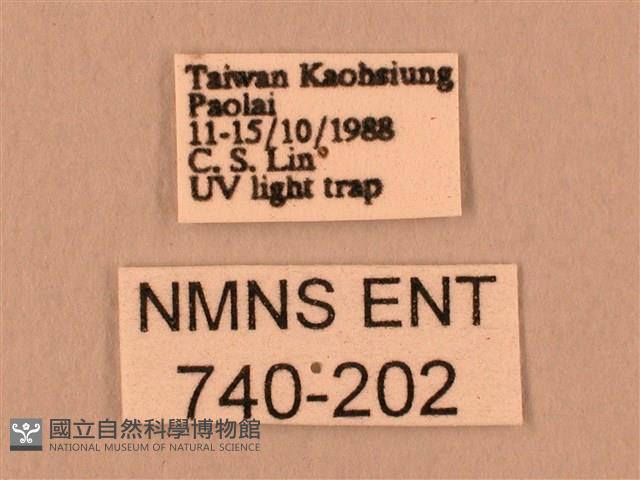 Taiwan Kaohsiung
Paolai
11-15/10/1988
C. S. Lin
UV light trap
NMNS ENT
740-202
國立自然科學博物館
NATIONAL MUSEUM OF NATURAL SCIENCE